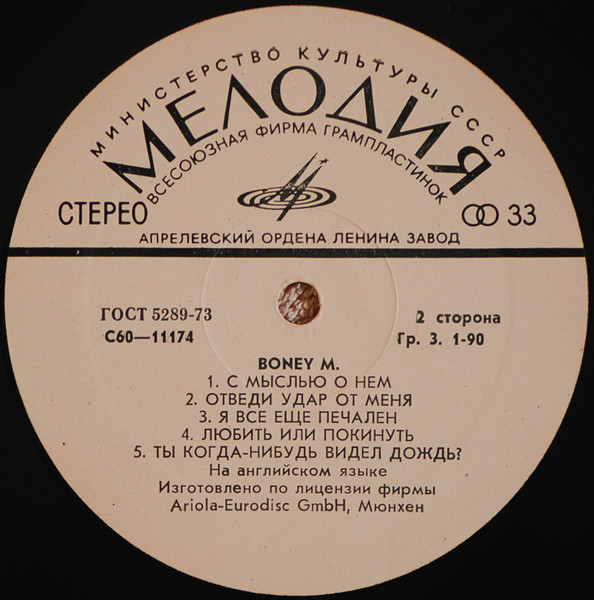 МИНИСТЕРСТВО КУЛЬТУРЫ СССР
МЕЛОДИЯ
ВСЕСОЮЗНАЯ ФИРМА ГРАМПЛАСТИНОК
СТЕРЕО
33
АПРЕЛЕВСКИЙ ОРДЕНА ЛЕНИНА ЗАВОД
ГОСТ 5289-73
С60—11174
2 сторона
Гр. 3. 1-90
BONEY M.
1. С МЫСЛЬЮ О НЕМ
2. ОТВЕДИ УДАР ОТ МЕНЯ
3. Я ВСЕ ЕЩЕ ПЕЧАЛЕН
4. ЛЮБИТЬ ИЛИ ПОКИНУТЬ
5. ТЫ КОГДА-НИБУДЬ ВИДЕЛ ДОЖДЬ?
На английском языке
Изготовлено по лицензии фирмы
Ariola-Eurodisc GmbH, Мюнхен